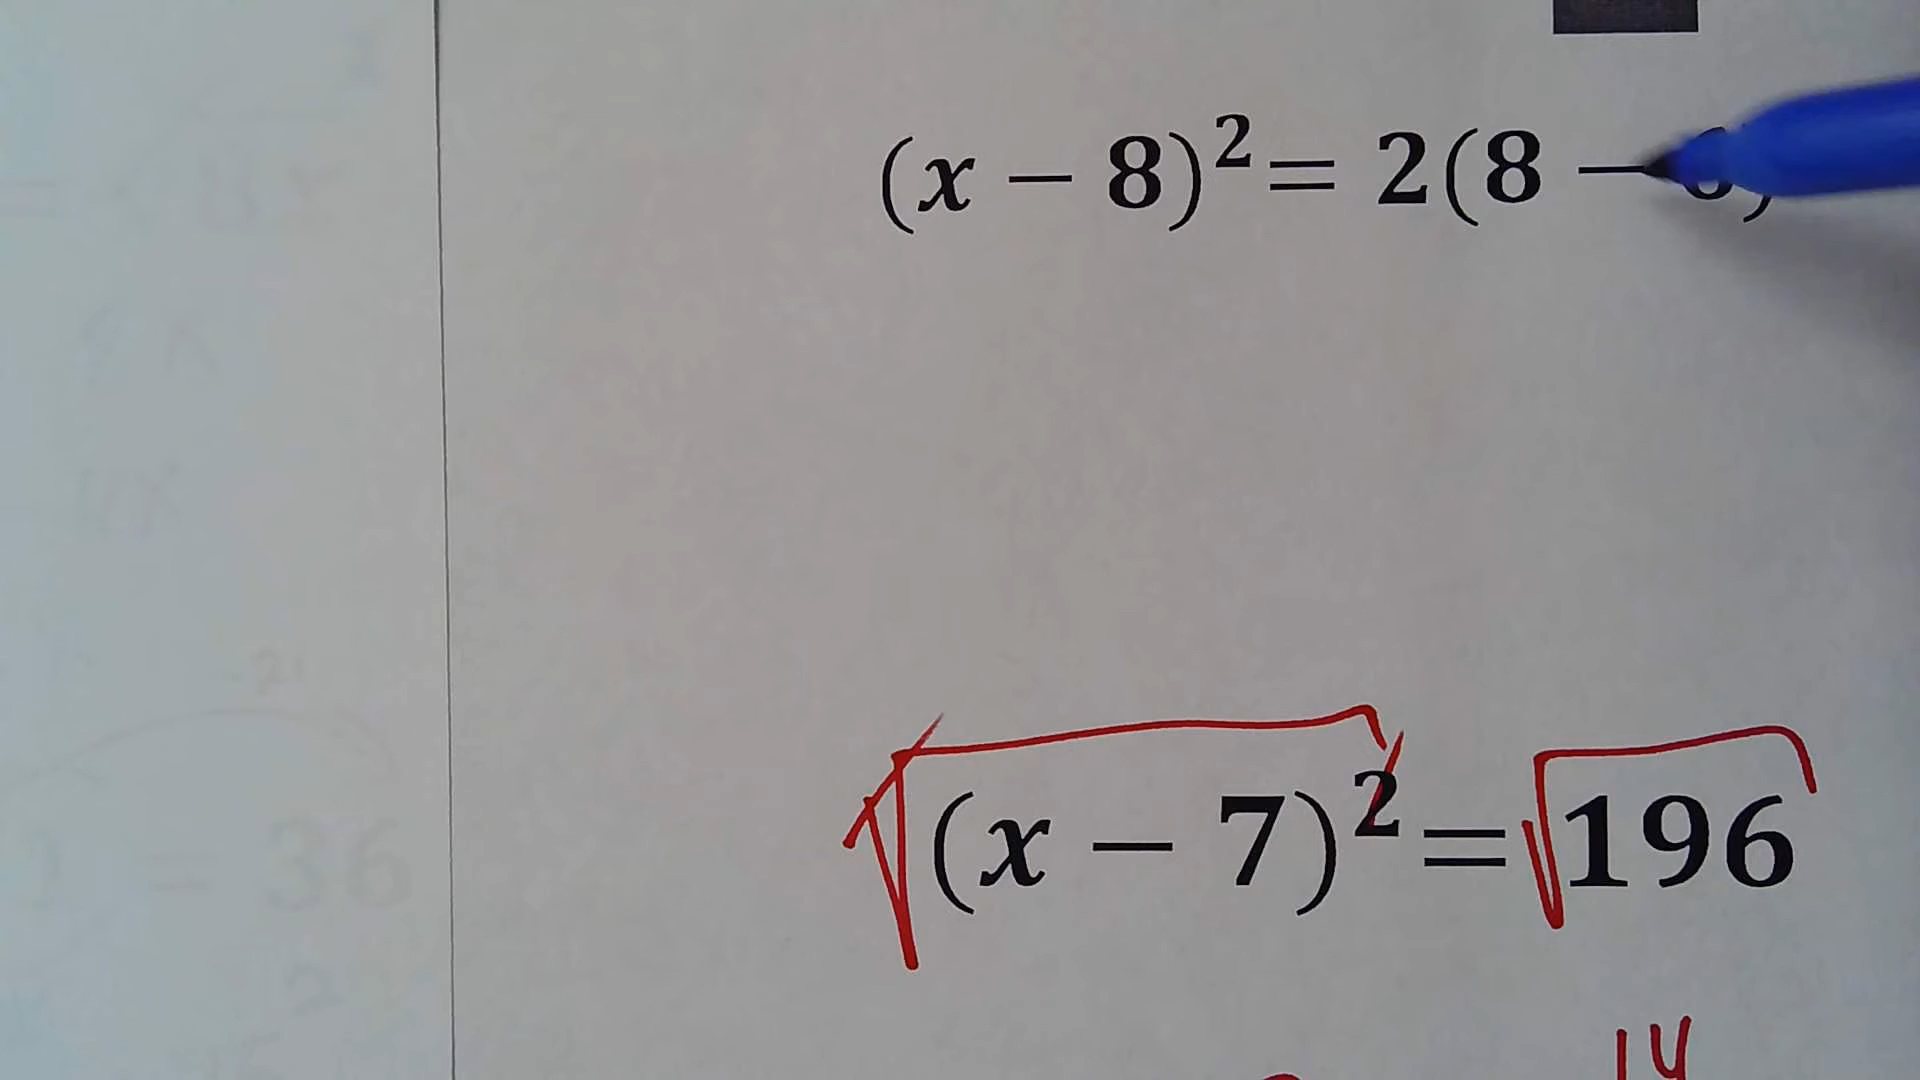 (x − 8)² = 2(8 −
√(x − 7)² = √196
14